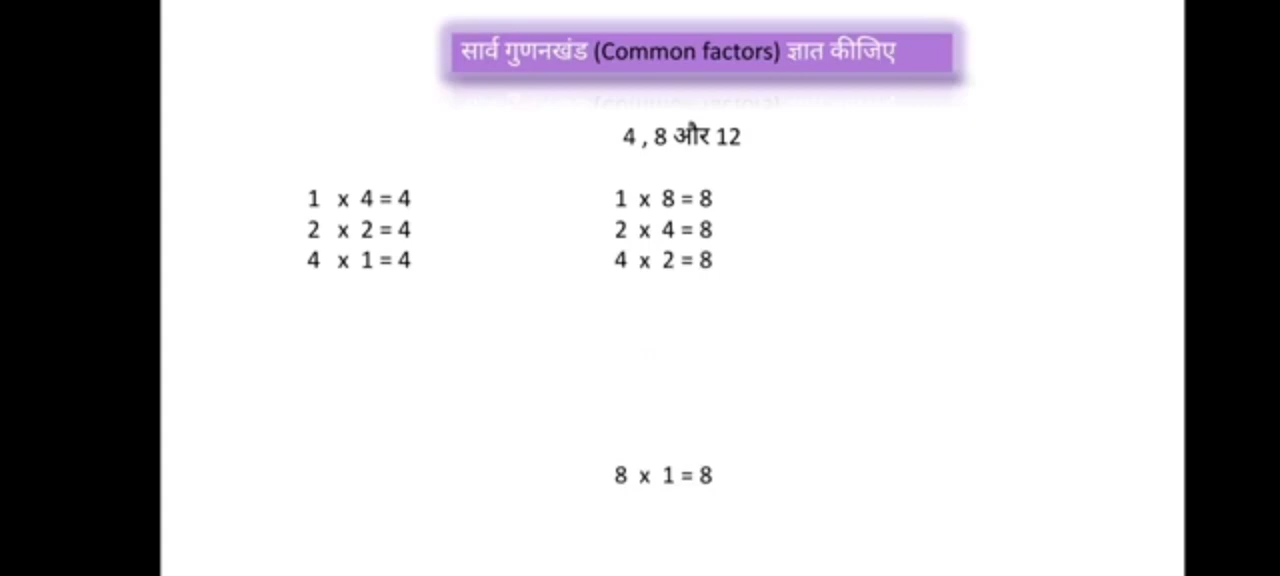 सार्व गुणनखंड (Common factors) ज्ञात कीजिए
4 , 8 और 12
1 x 4 = 4
2 x 2 = 4
4 x 1 = 4
1 x 8 = 8
2 x 4 = 8
4 x 2 = 8
8 x 1 = 8